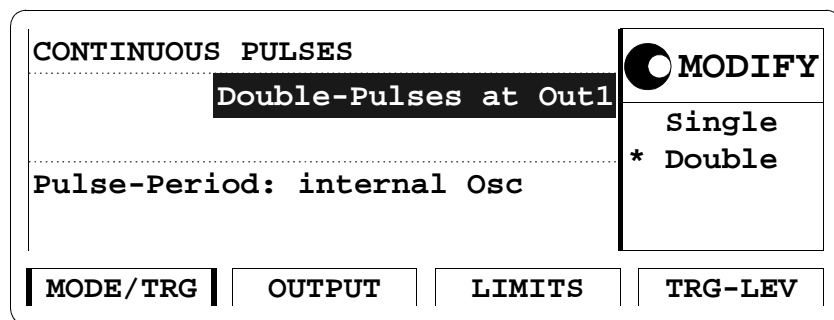 CONTINUOUS PULSES
MODIFY
Double-Pulses at Out1
Single
* Double
Pulse-Period: internal Osc
MODE/TRG
OUTPUT
LIMITS
TRG-LEV